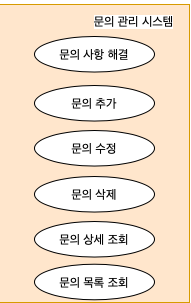 문의 관리 시스템
문의 사항 해결
문의 추가
문의 수정
문의 삭제
문의 상세 조회
문의 목록 조회